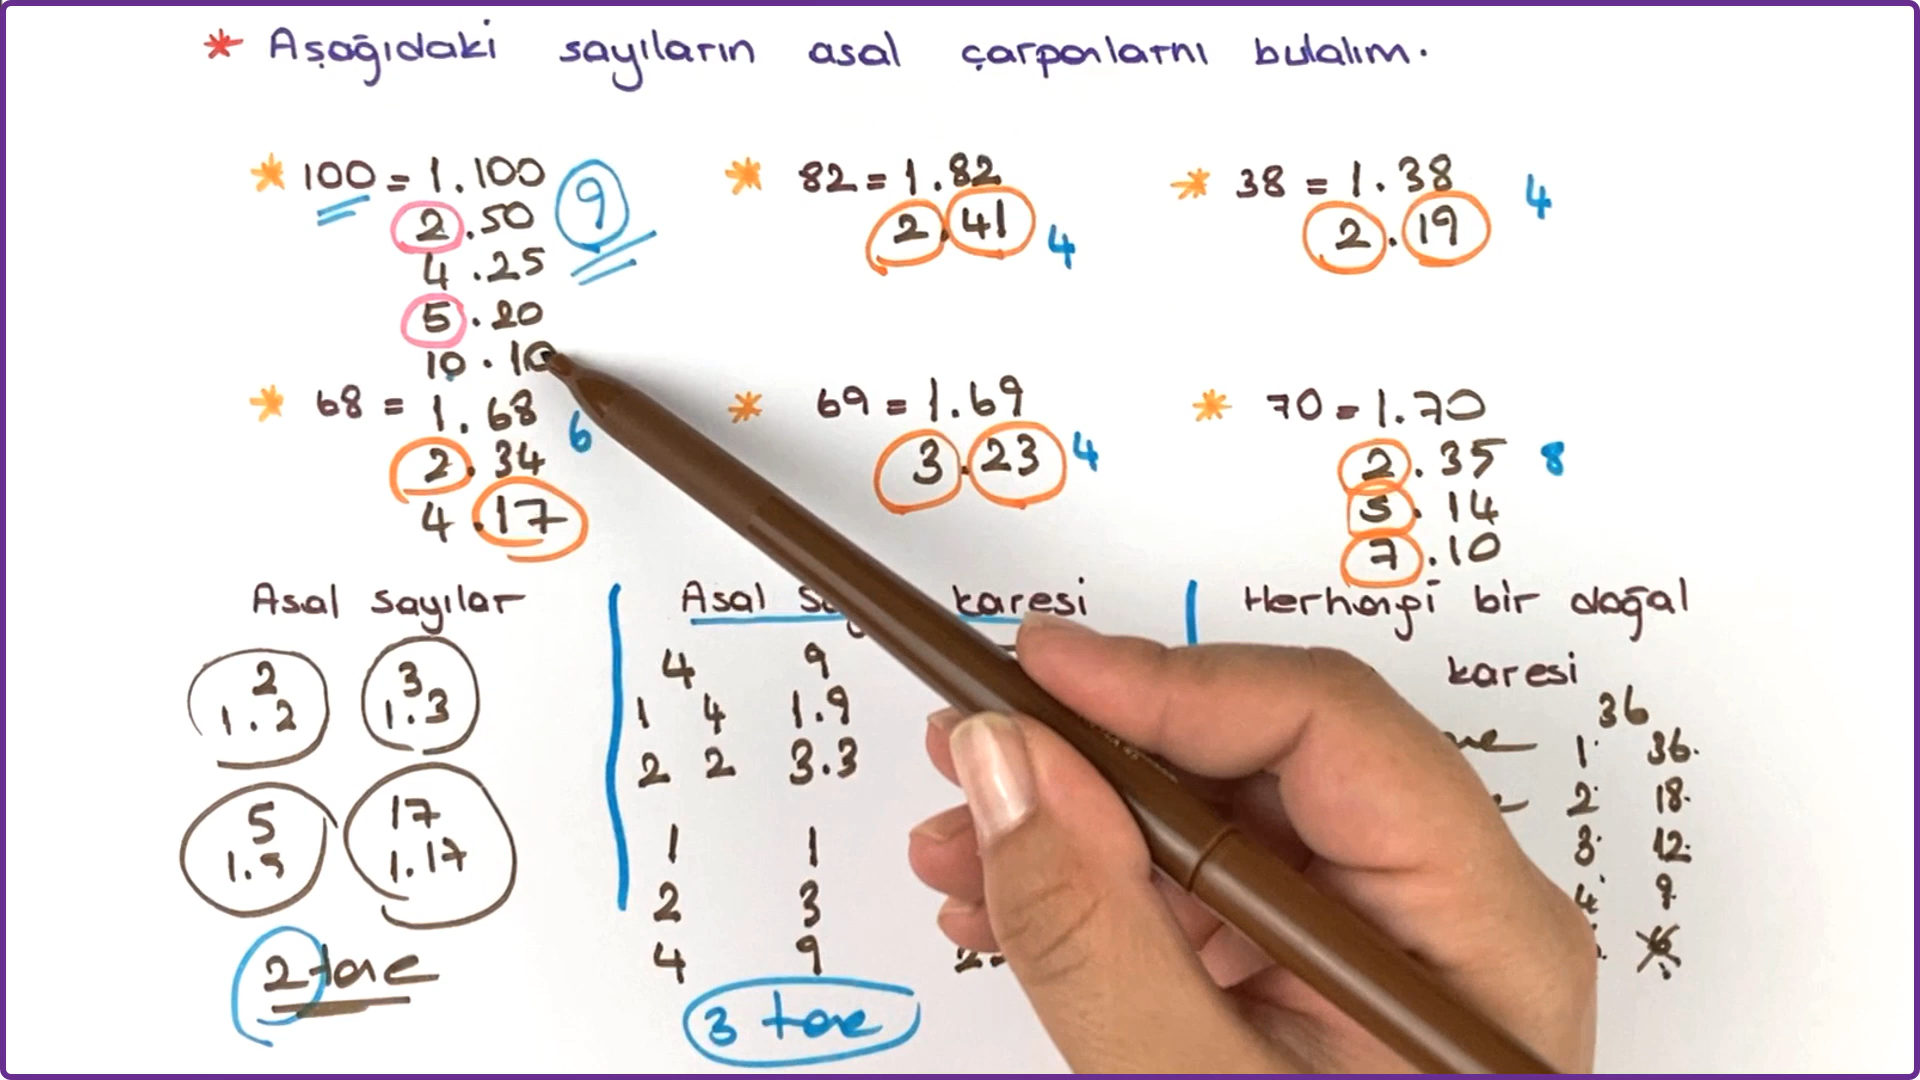 * Aşağıdaki sayıların asal çarpanlarnı bulalım.
* 100 = 1.100
2.50
4.25
5.20
10.10
9
* 82 = 1.82
2.41
4
* 38 = 1.38
2.19
4
* 68 = 1.68
2.34
4.17
6
* 69 = 1.69
3.23
4
* 70 = 1.70
2.35
5.14
7.10
8
Asal sayılar
2
1.2
3
1.3
5
1.5
17
1.17
2 tane
Asal karesi
4 9
1 4 1.9
2 2 3.3
1 1
2 3
4 9
3 tane
Herhangi bir doğal
karesi
36
1 36
2 18
3 12
4 9